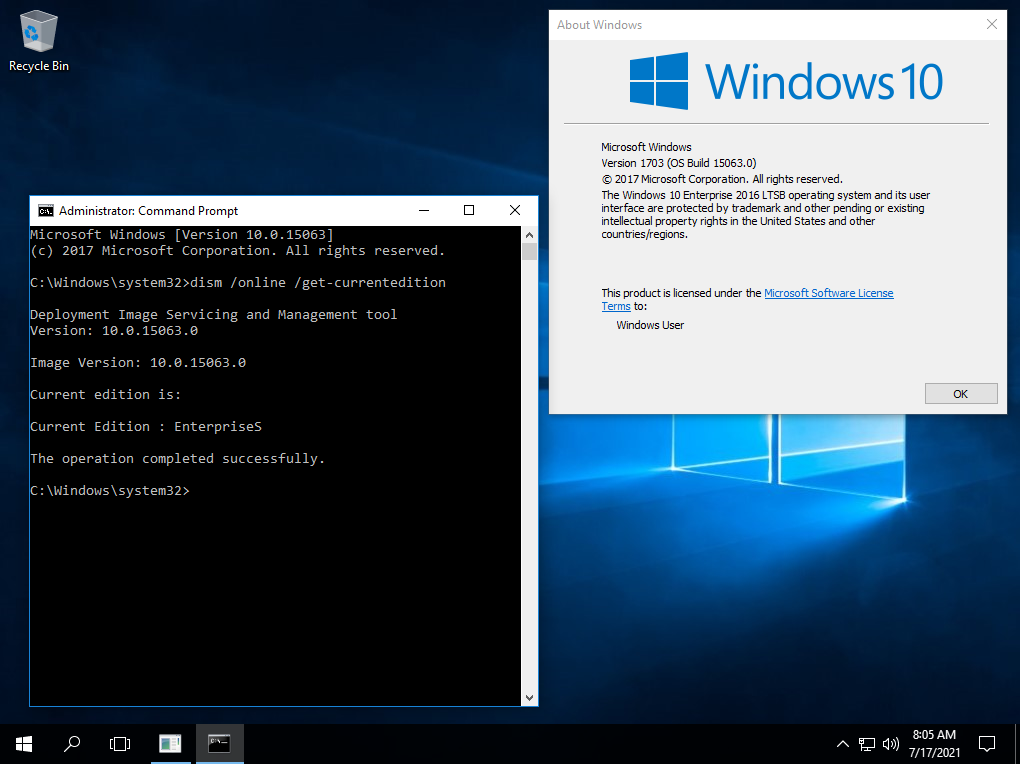 Recycle Bin
About Windows
Windows 10
Microsoft Windows
Version 1703 (OS Build 15063.0)
© 2017 Microsoft Corporation. All rights reserved.
The Windows 10 Enterprise 2016 LTSB operating system and its user
interface are protected by trademark and other pending or existing
intellectual property rights in the United States and other
countries/regions.
This product is licensed under the Microsoft Software License
Terms to:
Windows User
OK
Administrator: Command Prompt
Microsoft Windows [Version 10.0.15063]
(c) 2017 Microsoft Corporation. All rights reserved.
C:\Windows\system32>dism /online /get-currentedition
Deployment Image Servicing and Management tool
Version: 10.0.15063.0
Image Version: 10.0.15063.0
Current edition is:
Current Edition : EnterpriseS
The operation completed successfully.
C:\Windows\system32>
8:05 AM
7/17/2021